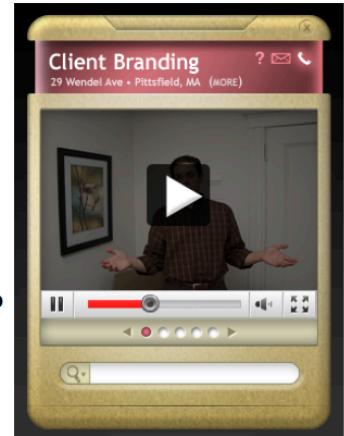 Client Branding ?
29 Wendel Ave • Pittsfield, MA (MORE)